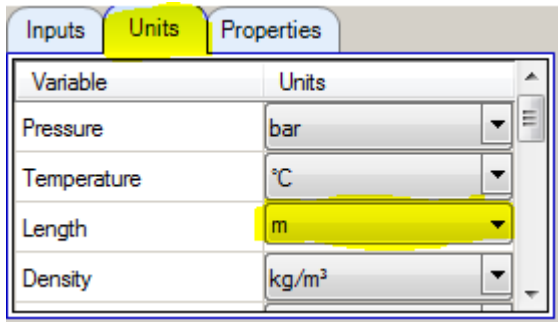 Inputs Units Properties
Variable Units
Pressure bar
Temperature °C
Length m
Density kg/m³